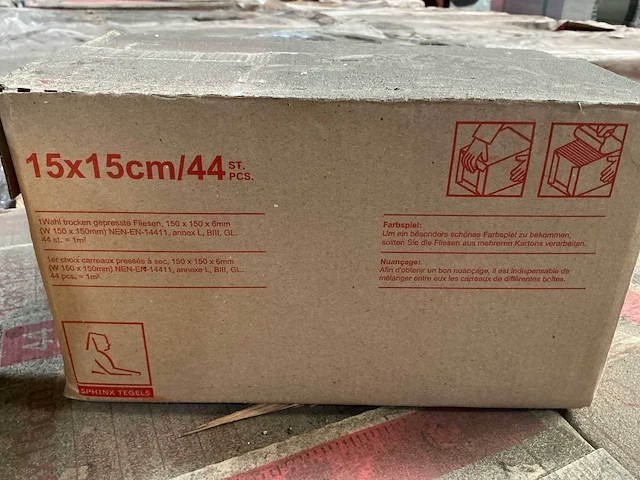 15x15cm/44 ST. PCS.
1Wahl trocken gepresste Fliesen, 150 x 150 x 6mm
(W 150 x 150mm) NEN-EN-14411, annex L, BIII, GL.
44 st. = 1m²
1er choix carreaux pressés à sec, 150 x 150 x 6mm
(W 150 x 150mm) NEN-EN-14411, annexe L, BIII, GL.
44 pcs. = 1m²
Farbspiel:
Um ein besonders schönes Farbspiel zu bekommen,
sollten Sie die Fliesen aus mehreren Kartons verarbeiten.
Nuançage:
Afin d'obtenir un bon nuançage, il est indispensable de
mélanger entre eux les carreaux de différentes boîtes.
SPHINX TEGELS